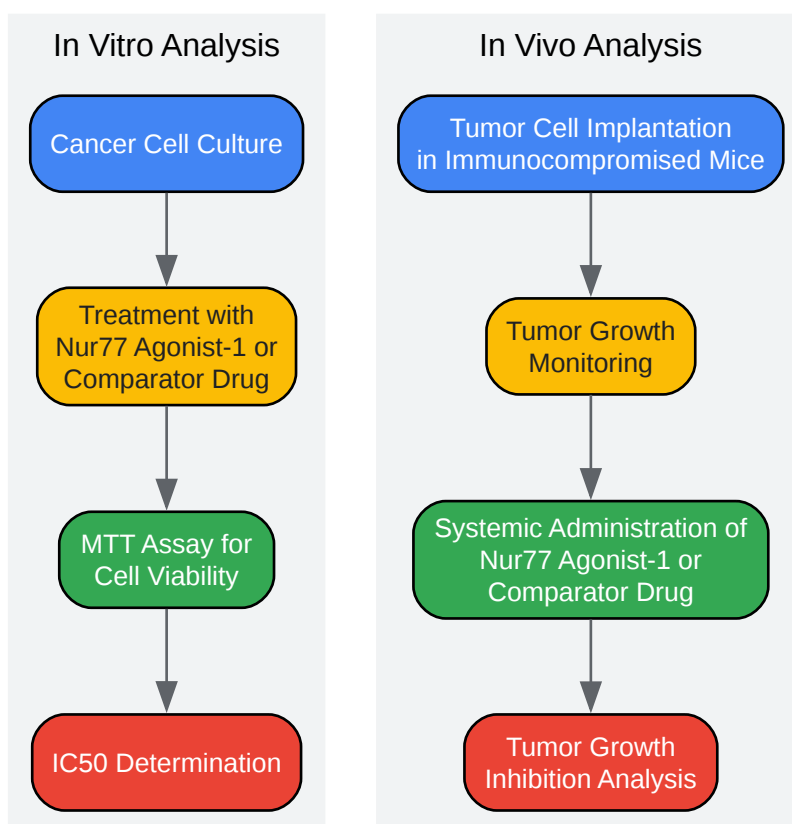 In Vitro Analysis
Cancer Cell Culture
Treatment with
Nur77 Agonist-1 or
Comparator Drug
MTT Assay for
Cell Viability
IC50 Determination
In Vivo Analysis
Tumor Cell Implantation
in Immunocompromised Mice
Tumor Growth
Monitoring
Systemic Administration of
Nur77 Agonist-1 or
Comparator Drug
Tumor Growth
Inhibition Analysis